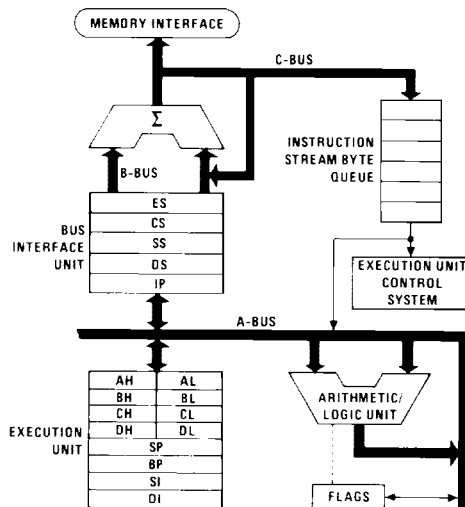 MEMORY INTERFACE
C-BUS
Σ
B-BUS
INSTRUCTION
STREAM BYTE
QUEUE
ES
CS
SS
DS
IP
BUS
INTERFACE
UNIT
EXECUTION UNIT
CONTROL
SYSTEM
A-BUS
AH AL
BH BL
CH CL
DH DL
SP
BP
SI
DI
EXECUTION
UNIT
ARITHMETIC/
LOGIC UNIT
FLAGS